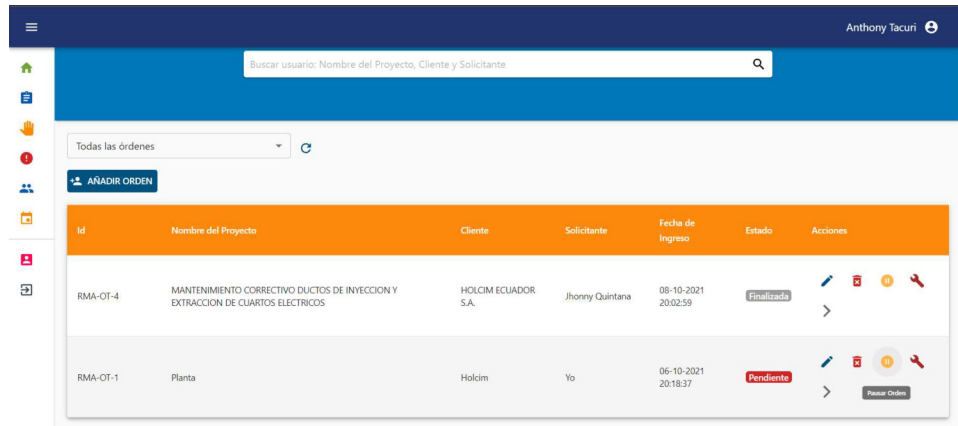 Anthony Tacuri
Buscar usuario: Nombre del Proyecto, Cliente y Solicitante
Todas las órdenes
AÑADIR ORDEN
Id Nombre del Proyecto Cliente Solicitante Fecha de Ingreso Estado Acciones
RMA-OT-4 MANTENIMIENTO CORRECTIVO DUCTOS DE INYECCION Y EXTRACCION DE CUARTOS ELECTRICOS HOLCIM ECUADOR S.A. Jhonny Quintana 08-10-2021 20:02:59 Finalizada
RMA-OT-1 Planta Holcim Yo 06-10-2021 20:18:37 Pendiente
Pausar Orden